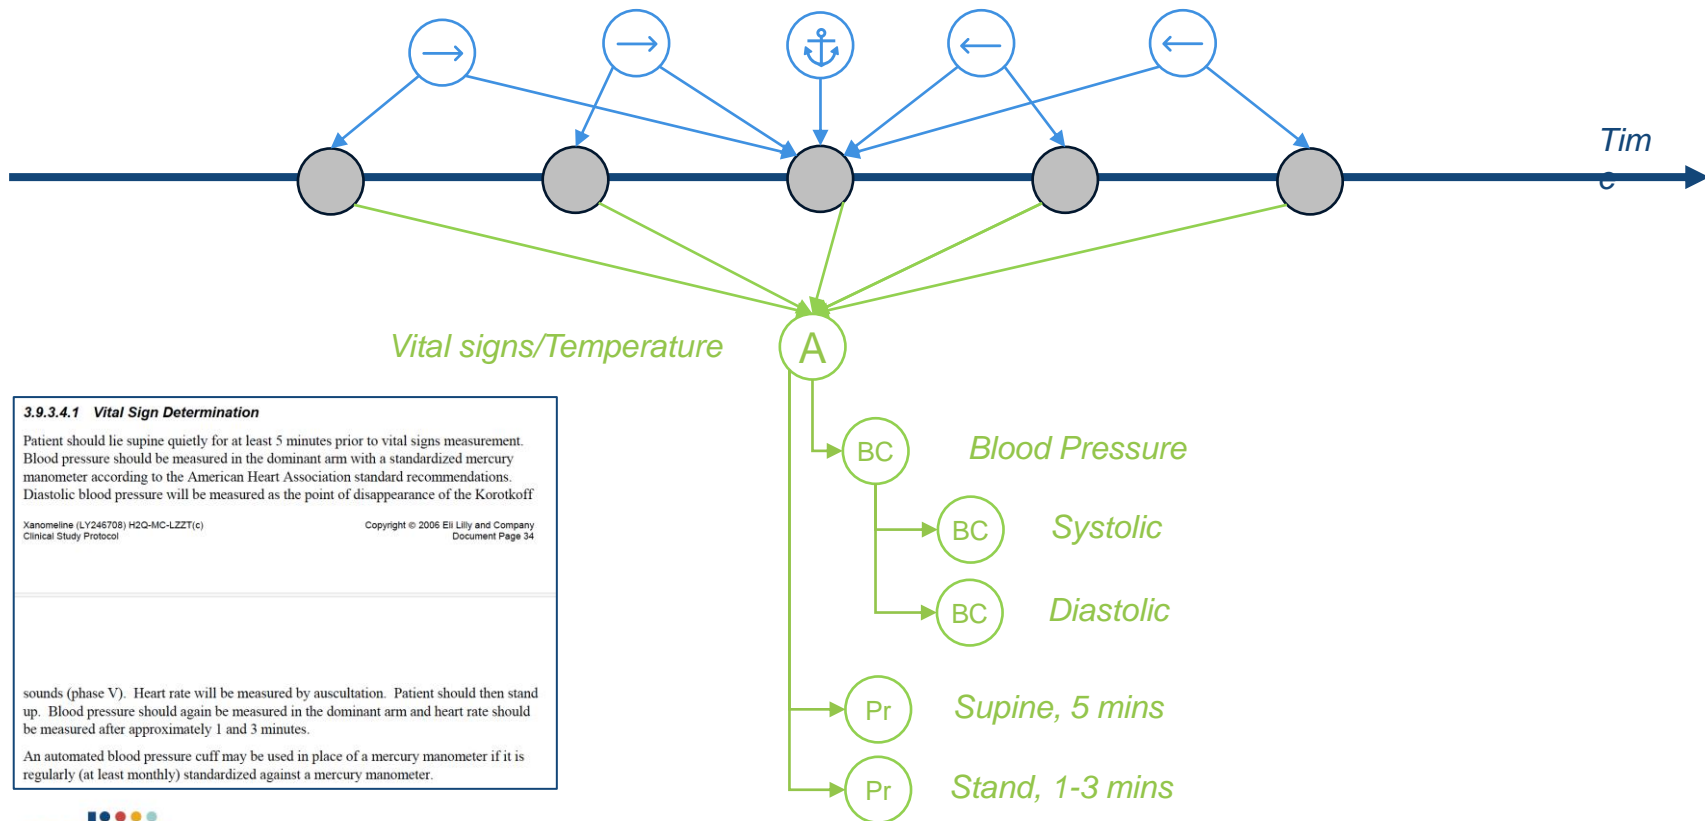 Tim
e
Vital signs/Temperature
A
3.9.3.4.1 Vital Sign Determination
Patient should lie supine quietly for at least 5 minutes prior to vital signs measurement.
Blood pressure should be measured in the dominant arm with a standardized mercury
manometer according to the American Heart Association standard recommendations.
Diastolic blood pressure will be measured as the point of disappearance of the Korotkoff
Xanomeline (LY246708) H2Q-MC-LZZT(c)
Clinical Study Protocol
Copyright © 2006 Eli Lilly and Company
Document Page 34
sounds (phase V). Heart rate will be measured by auscultation. Patient should then stand
up. Blood pressure should again be measured in the dominant arm and heart rate should
be measured after approximately 1 and 3 minutes.
An automated blood pressure cuff may be used in place of a mercury manometer if it is
regularly (at least monthly) standardized against a mercury manometer.
BC Blood Pressure
BC Systolic
BC Diastolic
Pr Supine, 5 mins
Pr Stand, 1-3 mins